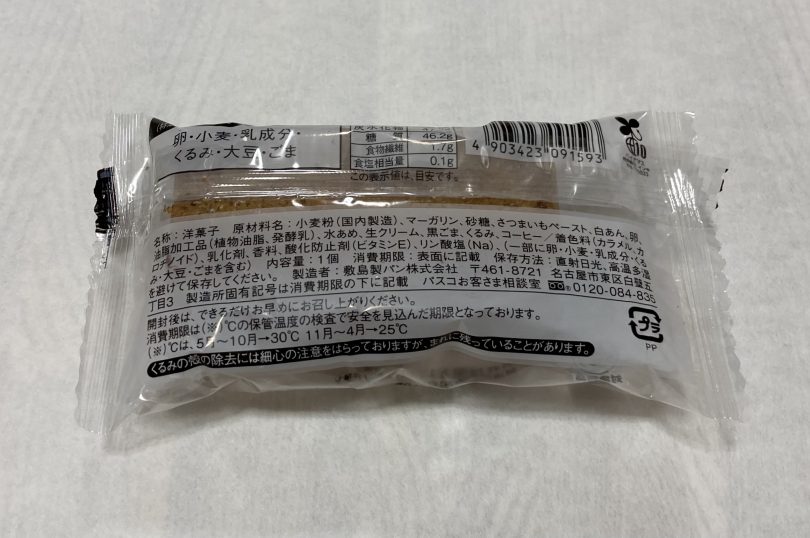 卵・小麦・乳成分・
くるみ・大豆・ごま
炭水化物
糖質 46.2g
食物繊維 1.7g
食塩相当量 0.1g
この表示値は、目安です。
4 903423 091593
名称：洋菓子 原材料名：小麦粉(国内製造)、マーガリン、砂糖、さつまいもペースト、白あん、卵、
油脂加工品(植物油脂、発酵乳)、水あめ、生クリーム、黒ごま、くるみ、コーヒー／着色料(カラメル、カ
ロチノイド)、乳化剤、香料、酸化防止剤(ビタミンE)、リン酸塩(Na)、(一部に卵・小麦・乳成分・くる
み・大豆・ごまを含む) 内容量：1個 消費期限：表面に記載 保存方法：直射日光、高温多湿
を避けて保存してください。 製造者：敷島製パン株会式社 〒461-8721 名古屋市東区白壁五
丁目3 製造所固有記号は消費期限の下に記載 パスコお客さま相談室 0120-084-835
開封後は、できるだけお早めにお召し上がりください。
消費期限は(※)℃の保管温度の検査で安全を見込んだ期限となっております。
(※)℃は、5月～10月→30℃ 11月～4月→25℃
くるみの殻の除去には細心の注意をはらっておりますが、まれに残っていることがあります。
プラ
PP